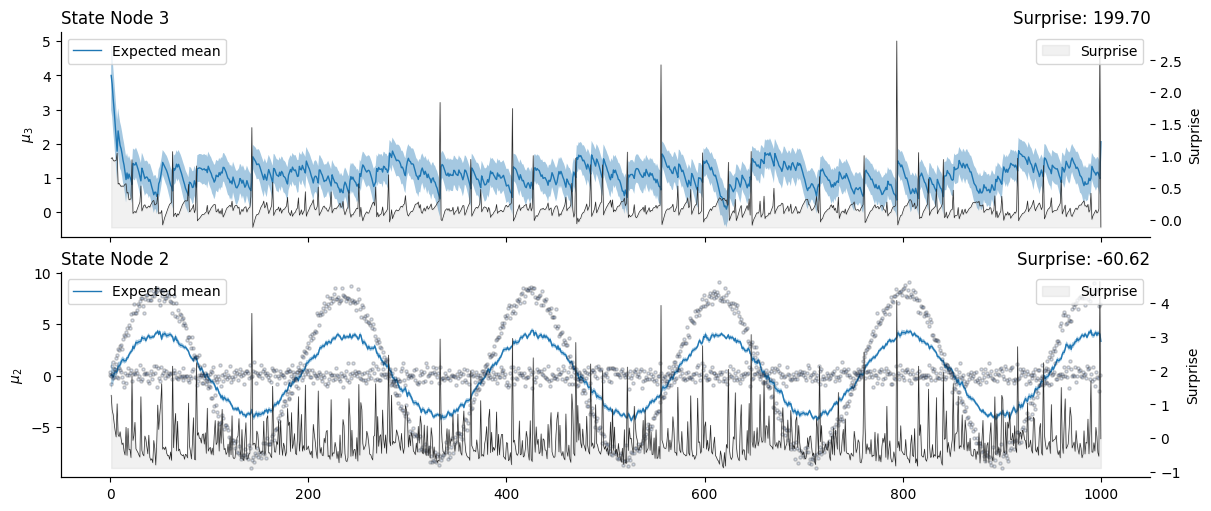 State Node 3
Surprise: 199.70
Expected mean
Surprise
5
4
3
2
1
0
μ3
2.5
2.0
1.5
1.0
0.5
0.0
Surprise
State Node 2
Surprise: -60.62
Expected mean
Surprise
10
5
0
−5
μ2
4
3
2
1
0
−1
Surprise
0 200 400 600 800 1000